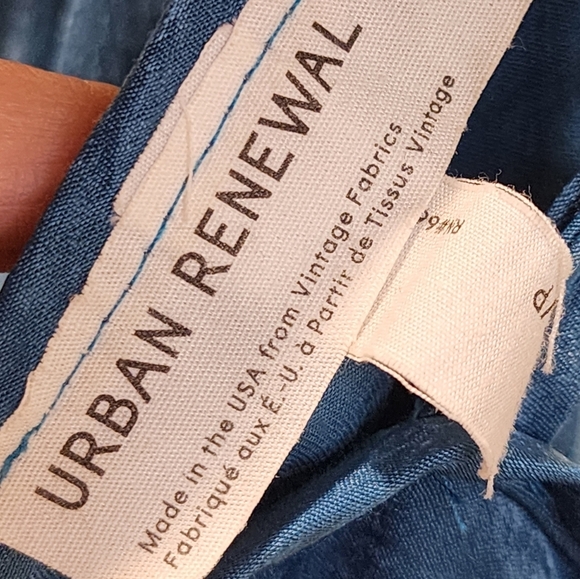 URBAN RENEWAL
Made in the USA from Vintage Fabrics
Fabriqué aux É.-U. à Partir de Tissus Vintage